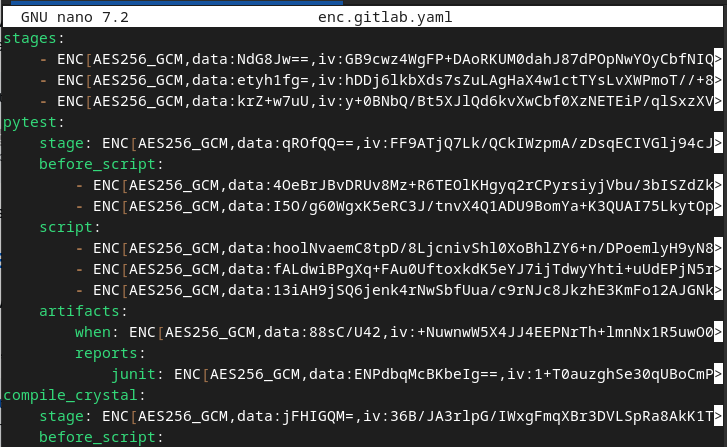 GNU nano 7.2 enc.gitlab.yaml
stages:
- ENC[AES256_GCM,data:NdG8Jw==,iv:GB9cwz4WgFP+DAoRKUM0dahJ87dPOpNwYOyCbfNIQ>
- ENC[AES256_GCM,data:etyh1fg=,iv:hDDj6lkbXds7sZuLAgHaX4w1ctTYsLvXWPmoT//+8>
- ENC[AES256_GCM,data:krZ+w7uU,iv:y+0BNbQ/Bt5XJlQd6kvXwCbf0XzNETEiP/qlSxzXV>
pytest:
stage: ENC[AES256_GCM,data:qROfQQ==,iv:FF9ATjQ7Lk/QCkIWzpmA/zDsqECIVGlj94cJ>
before_script:
- ENC[AES256_GCM,data:4OeBrJBvDRUv8Mz+R6TEOlKHgyq2rCPyrsiyjVbu/3bISZdZk>
- ENC[AES256_GCM,data:I5O/g60WgxK5eRC3J/tnvX4Q1ADU9BomYa+K3QUAI75LkytOp>
script:
- ENC[AES256_GCM,data:hoolNvaemC8tpD/8LjcnivShl0XoBhlZY6+n/DPoemlyH9yN8>
- ENC[AES256_GCM,data:fALdwiBPgXq+FAu0UftoxkdK5eYJ7ijTdwyYhti+uUdEPjN5r>
- ENC[AES256_GCM,data:13iAH9jSQ6jenk4rNwSbfUua/c9rNJc8JkzhE3KmFo12AJGNk>
artifacts:
when: ENC[AES256_GCM,data:88sC/U42,iv:+NuwnwW5X4JJ4EEPNrTh+lmnNx1R5uwO0>
reports:
junit: ENC[AES256_GCM,data:ENPdbqMcBKbeIg==,iv:1+T0auzghSe30qUBoCmP>
compile_crystal:
stage: ENC[AES256_GCM,data:jFHIGQM=,iv:36B/JA3rlpG/IWxgFmqXBr3DVLSpRa8AkK1T>
before_script: